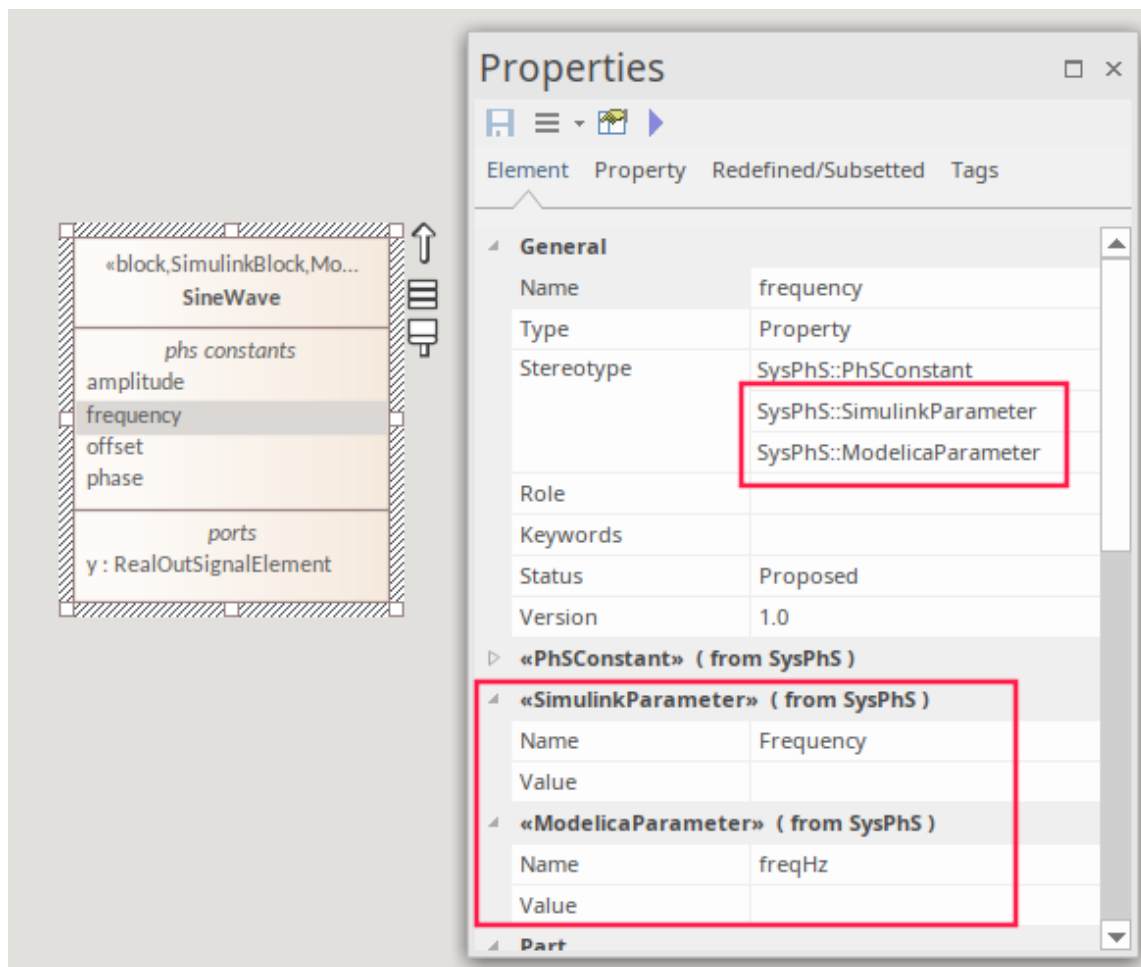 «block,SimulinkBlock,Mo...
SineWave
phs constants
amplitude
frequency
offset
phase
ports
y : RealOutSignalElement
Properties
Element Property Redefined/Subsetted Tags
General
Name frequency
Type Property
Stereotype SysPhS::PhSConstant
SysPhS::SimulinkParameter
SysPhS::ModelicaParameter
Role
Keywords
Status Proposed
Version 1.0
«PhSConstant» ( from SysPhS )
«SimulinkParameter» ( from SysPhS )
Name Frequency
Value
«ModelicaParameter» ( from SysPhS )
Name freqHz
Value
Part